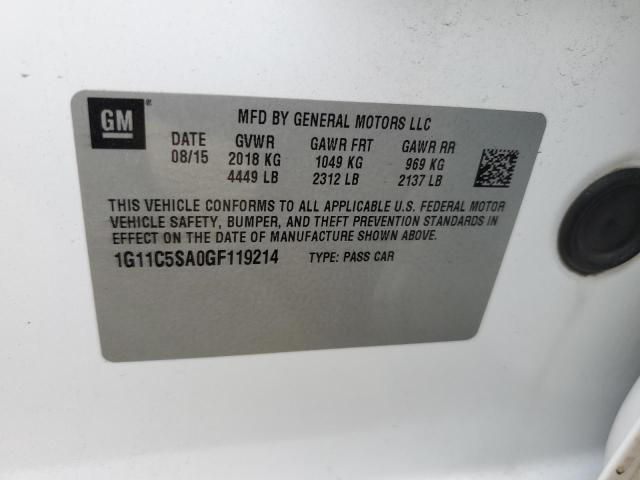 GM
MFD BY GENERAL MOTORS LLC
DATE GVWR GAWR FRT GAWR RR
08/15 2018 KG 1049 KG 969 KG
4449 LB 2312 LB 2137 LB
THIS VEHICLE CONFORMS TO ALL APPLICABLE U.S. FEDERAL MOTOR
VEHICLE SAFETY, BUMPER, AND THEFT PREVENTION STANDARDS IN
EFFECT ON THE DATE OF MANUFACTURE SHOWN ABOVE.
1G11C5SA0GF119214 TYPE: PASS CAR